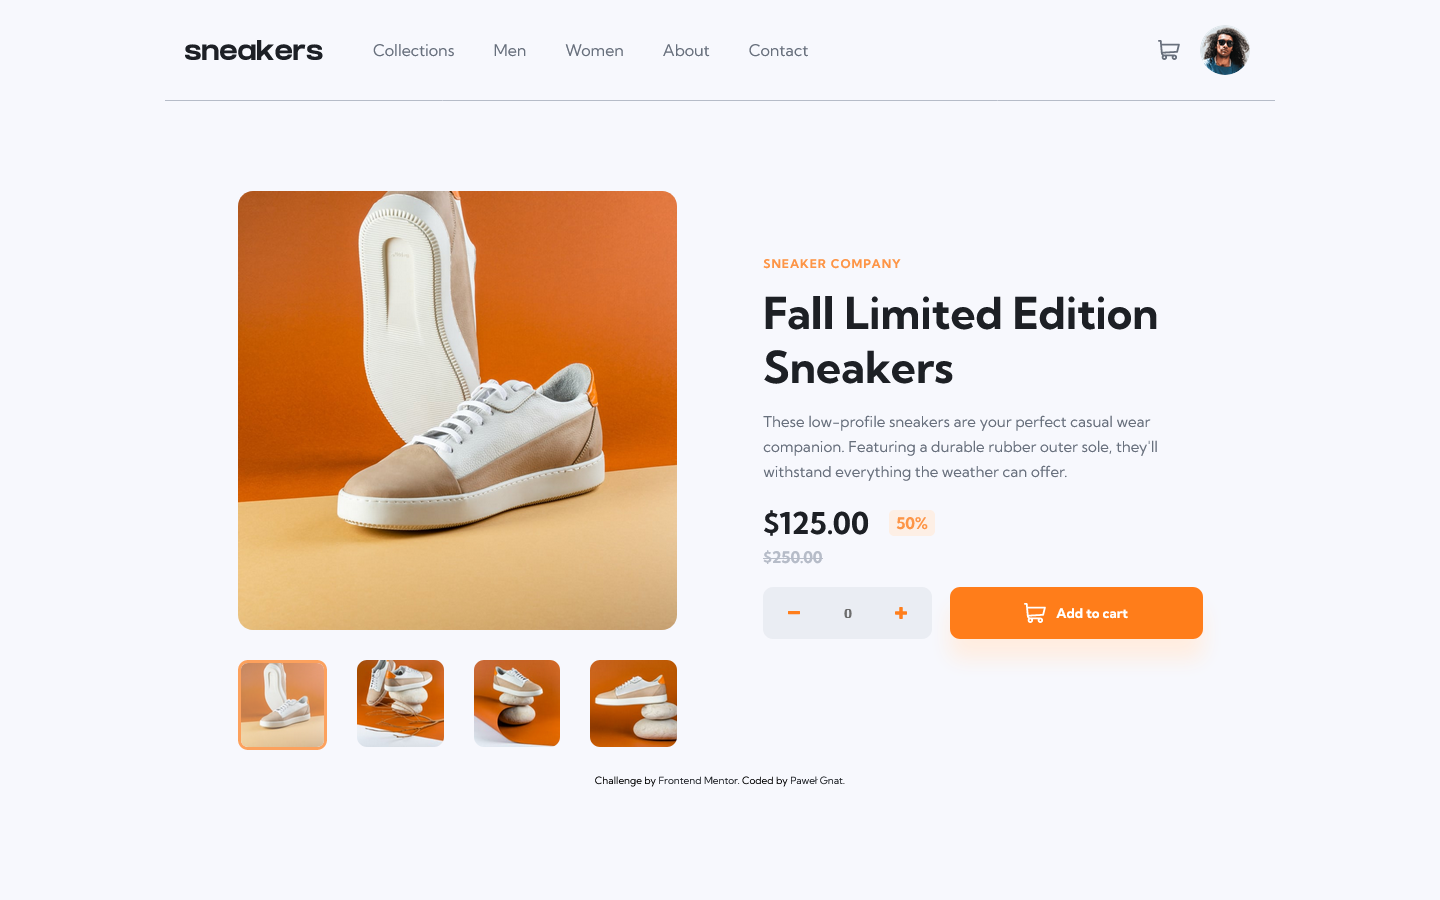 sneakers
Collections
Men
Women
About
Contact
SNEAKER COMPANY
Fall Limited Edition
Sneakers
These low-profile sneakers are your perfect casual wear
companion. Featuring a durable rubber outer sole, they'll
withstand everything the weather can offer.
$125.00
50%
$250.00
0
Add to cart
Challenge by Frontend Mentor. Coded by Paweł Gnat.